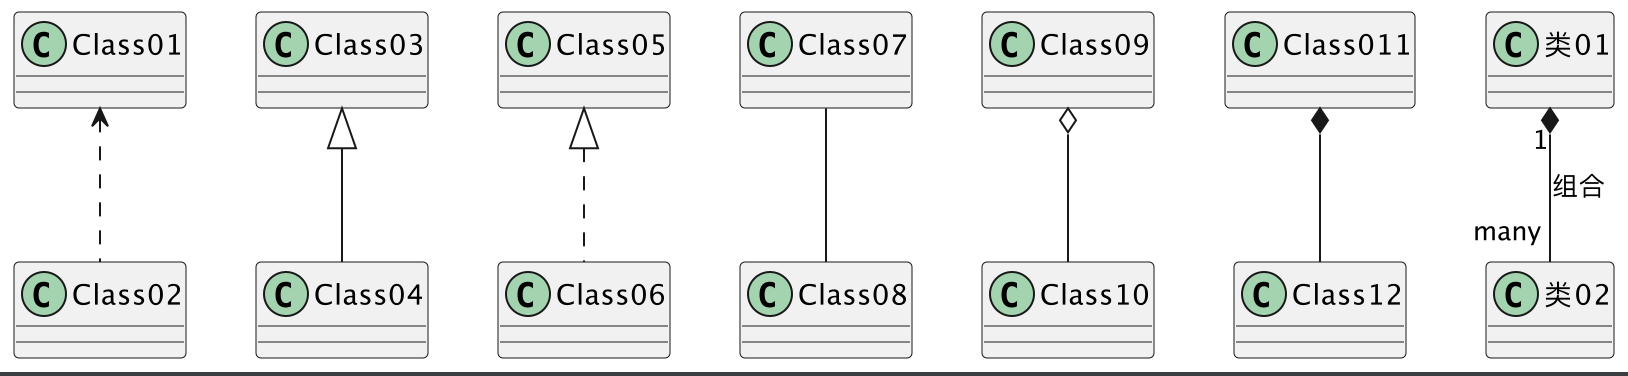 C Class01
C Class03
C Class05
C Class07
C Class09
C Class011
C 类01
1
组合
many
C Class02
C Class04
C Class06
C Class08
C Class10
C Class12
C 类02